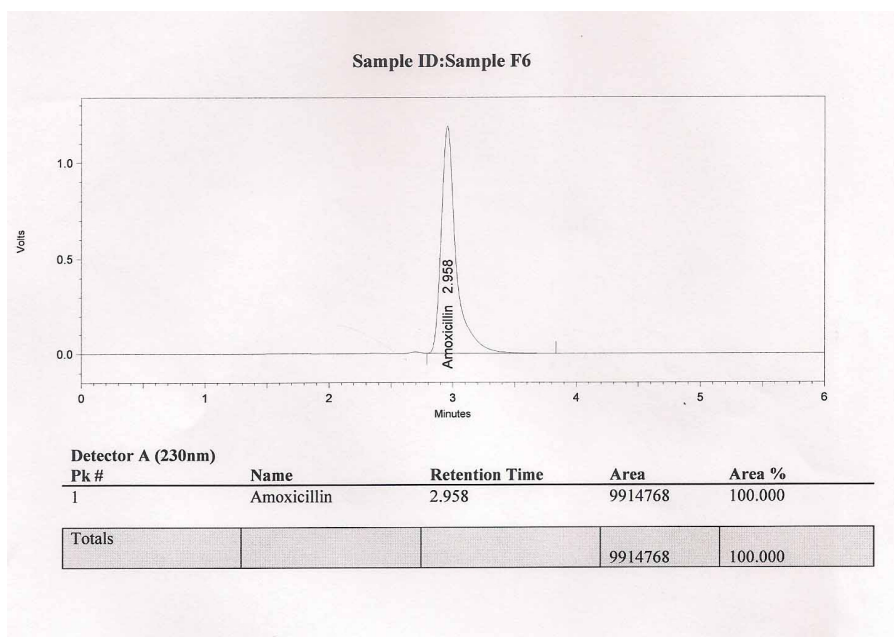 Sample ID:Sample F6
Volts
1.0
0.5
0.0
Amoxicillin 2.958
0 1 2 3 4 5 6
Minutes
Detector A (230nm)
Pk # Name Retention Time Area Area %
1 Amoxicillin 2.958 9914768 100.000
Totals
9914768 100.000